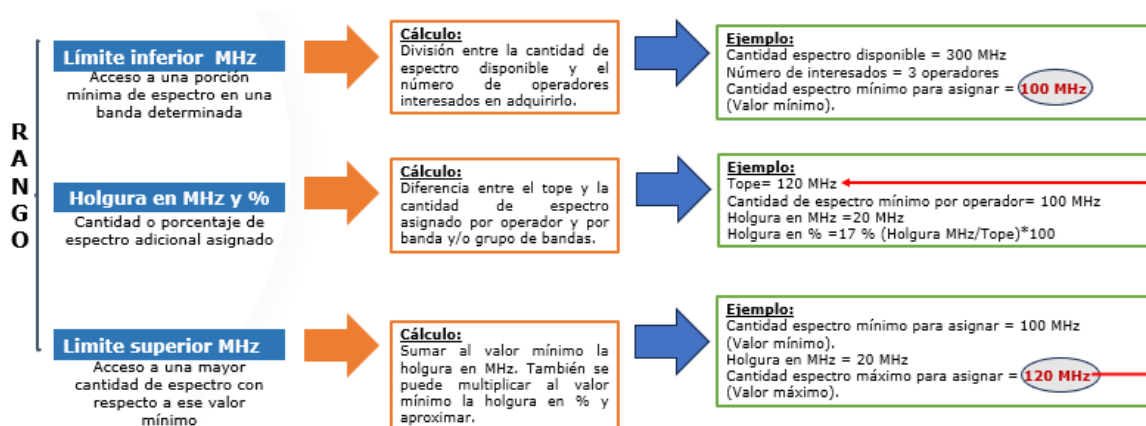 RANGO
Límite inferior MHz
Acceso a una porción
mínima de espectro en una
banda determinada
Cálculo:
División entre la cantidad de
espectro disponible y el
número de operadores
interesados en adquirirlo.
Ejemplo:
Cantidad espectro disponible = 300 MHz
Número de interesados = 3 operadores
Cantidad espectro mínimo para asignar = 100 MHz
(Valor mínimo).
Holgura en MHz y %
Cantidad o porcentaje de
espectro adicional asignado
Cálculo:
Diferencia entre el tope y la
cantidad de espectro
asignado por operador y por
banda y/o grupo de bandas.
Ejemplo:
Tope= 120 MHz
Cantidad de espectro mínimo por operador= 100 MHz
Holgura en MHz =20 MHz
Holgura en % =17 % (Holgura MHz/Tope)*100
Limite superior MHz
Acceso a una mayor
cantidad de espectro con
respecto a ese valor
mínimo
Cálculo:
Sumar al valor mínimo la
holgura en MHz. También se
puede multiplicar al valor
mínimo la holgura en % y
aproximar.
Ejemplo:
Cantidad espectro mínimo para asignar = 100 MHz
(Valor mínimo).
Holgura en MHz = 20 MHz
Cantidad espectro máximo para asignar = 120 MHz
(Valor máximo).